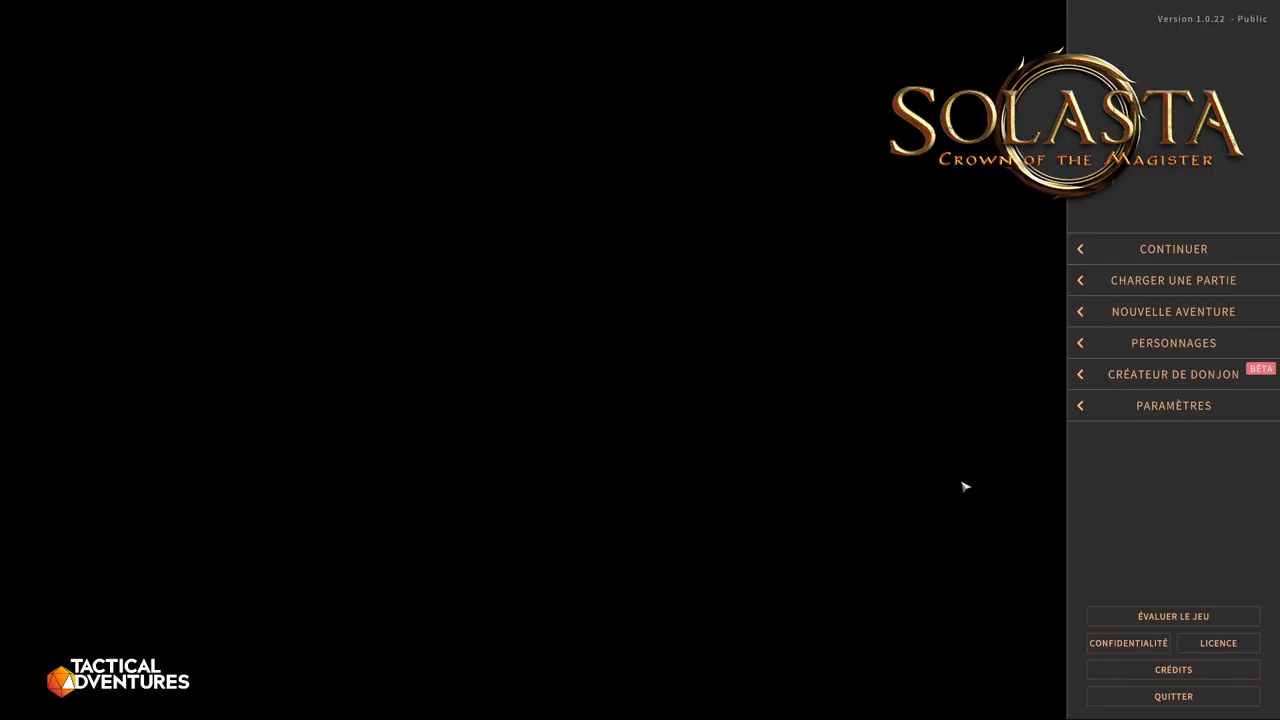 Version 1.0.22 - Public
SOLASTA
CROWN OF THE MAGISTER
CONTINUER
CHARGER UNE PARTIE
NOUVELLE AVENTURE
PERSONNAGES
CRÉATEUR DE DONJON BÊTA
PARAMÈTRES
ÉVALUER LE JEU
CONFIDENTIALITÉ LICENCE
CRÉDITS
QUITTER
TACTICAL
ADVENTURES